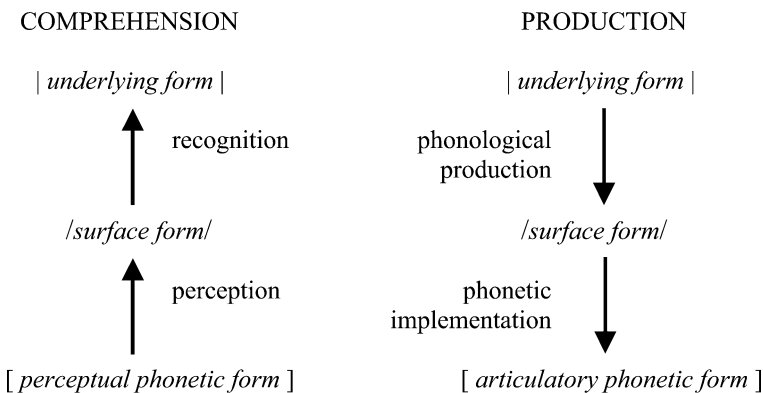 COMPREHENSION
| underlying form |
recognition
/surface form/
perception
[ perceptual phonetic form ]
PRODUCTION
| underlying form |
phonological
production
/surface form/
phonetic
implementation
[ articulatory phonetic form ]